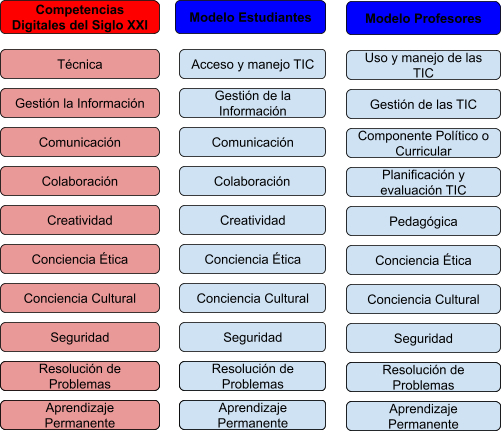 Competencias
Digitales del Siglo XXI
Modelo Estudiantes
Modelo Profesores
Técnica
Acceso y manejo TIC
Uso y manejo de las
TIC
Gestión la Información
Gestión de la
Información
Gestión de las TIC
Comunicación
Comunicación
Componente Político o
Curricular
Colaboración
Colaboración
Planificación y
evaluación TIC
Creatividad
Creatividad
Pedagógica
Conciencia Ética
Conciencia Ética
Conciencia Ética
Conciencia Cultural
Conciencia Cultural
Conciencia Cultural
Seguridad
Seguridad
Seguridad
Resolución de
Problemas
Resolución de
Problemas
Resolución de
Problemas
Aprendizaje
Permanente
Aprendizaje
Permanente
Aprendizaje
Permanente